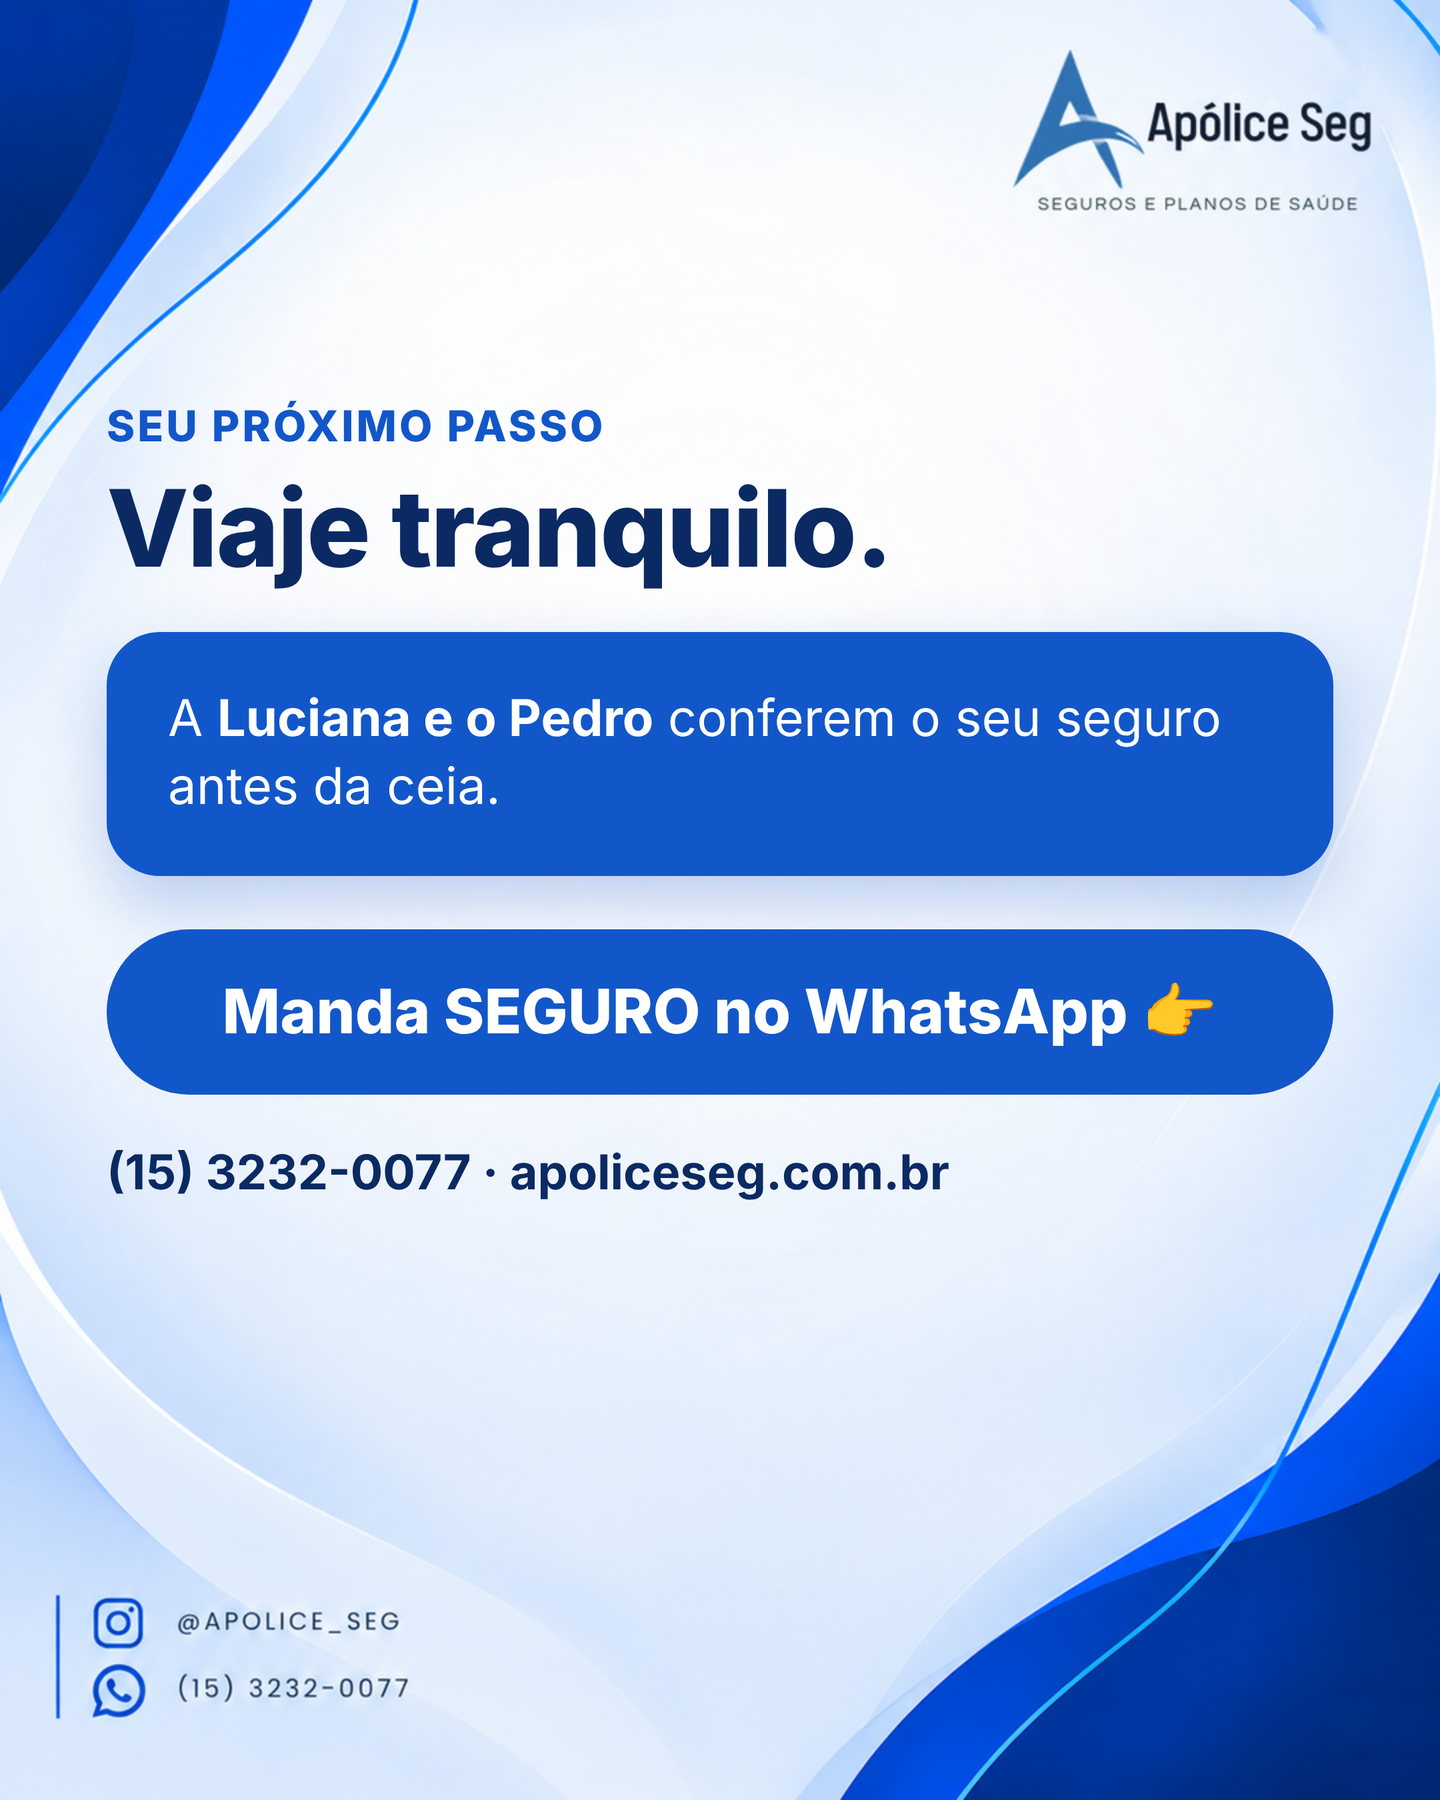 Apólice Seg
SEGUROS E PLANOS DE SAÚDE
SEU PRÓXIMO PASSO
Viaje tranquilo.
A Luciana e o Pedro conferem o seu seguro
antes da ceia.
Manda SEGURO no WhatsApp 👉
(15) 3232-0077 · apoliceseg.com.br
@APOLICE_SEG
(15) 3232-0077